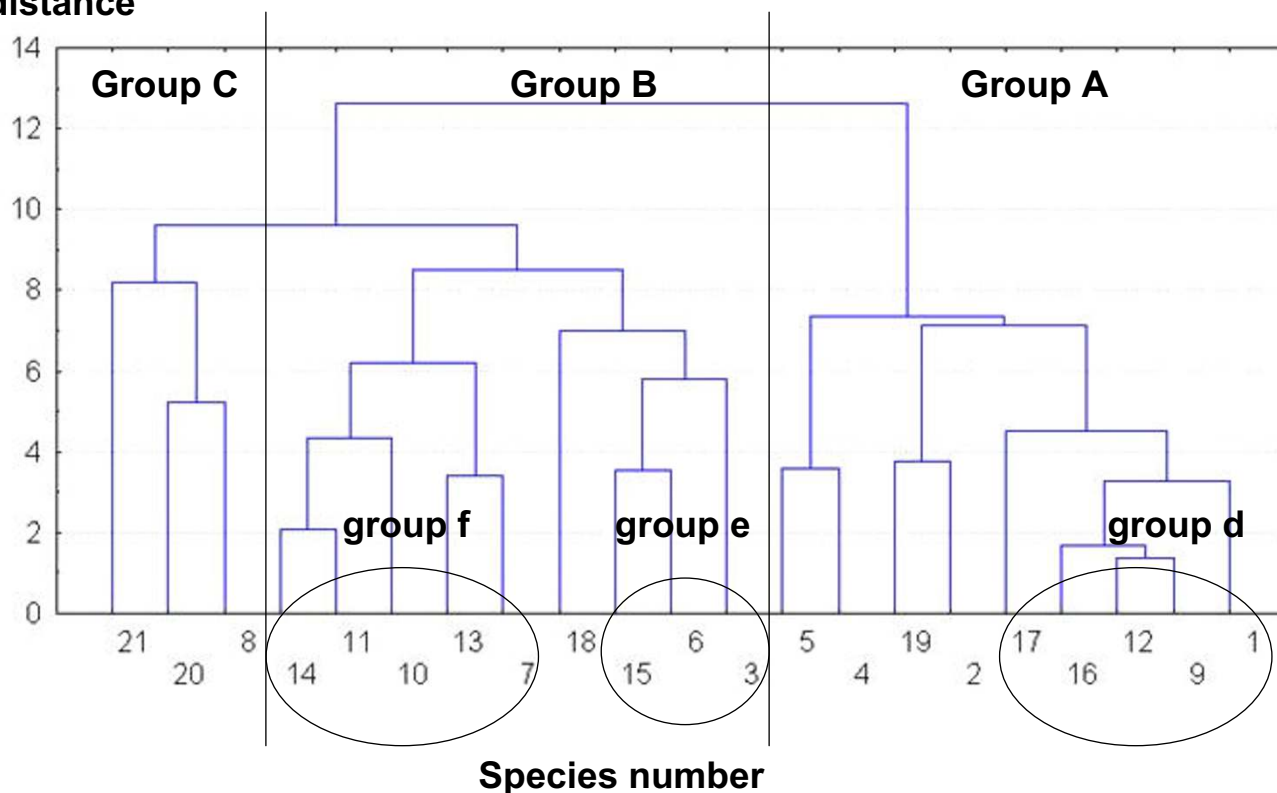 distance
14
Group C Group B Group A
12
10
8
6
4
group f group e group d
2
0
21 8 11 13 18 6 5 19 17 12 1
20 14 10 7 15 3 4 2 16 9
Species number